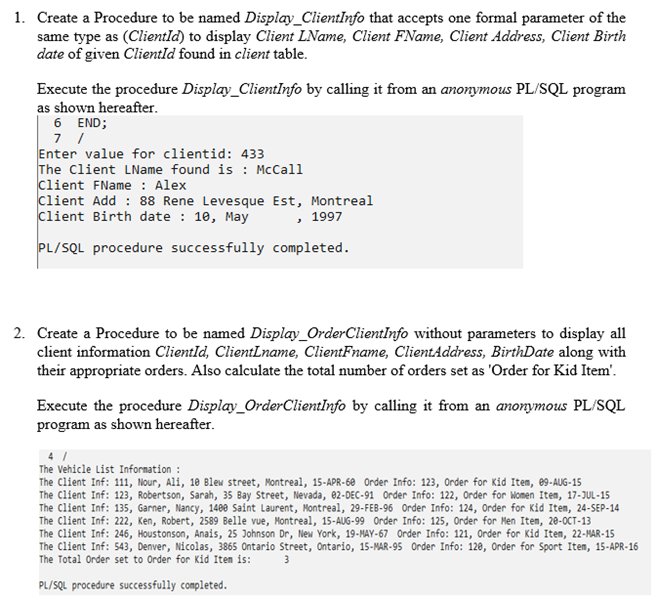 1. Create a Procedure to be named Display_ClientInfo that accepts one formal parameter of the
same type as (ClientId) to display Client LName, Client FName, Client Address, Client Birth
date of given ClientId found in client table.
Execute the procedure Display_ClientInfo by calling it from an anonymous PL/SQL program
as shown hereafter.
6 END;
7 /
Enter value for clientid: 433
The Client LName found is : McCall
Client FName : Alex
Client Add : 88 Rene Levesque Est, Montreal
Client Birth date : 10, May , 1997
PL/SQL procedure successfully completed.
2. Create a Procedure to be named Display_OrderClientInfo without parameters to display all
client information ClientId, ClientLname, ClientFname, ClientAddress, BirthDate along with
their appropriate orders. Also calculate the total number of orders set as 'Order for Kid Item'.
Execute the procedure Display_OrderClientInfo by calling it from an anonymous PL/SQL
program as shown hereafter.
4 /
The Vehicle List Information :
The Client Inf: 111, Nour, Ali, 10 Blew street, Montreal, 15-APR-60 Order Info: 123, Order for Kid Item, 09-AUG-15
The Client Inf: 123, Robertson, Sarah, 35 Bay Street, Nevada, 02-DEC-91 Order Info: 122, Order for Women Item, 17-JUL-15
The Client Inf: 135, Garner, Nancy, 1400 Saint Laurent, Montreal, 29-FEB-96 Order Info: 124, Order for Kid Item, 24-SEP-14
The Client Inf: 222, Ken, Robert, 2589 Belle vue, Montreal, 15-AUG-99 Order Info: 125, Order for Men Item, 20-OCT-13
The Client Inf: 246, Houstonson, Anais, 25 Johnson Dr, New York, 19-MAY-67 Order Info: 121, Order for Kid Item, 22-MAR-15
The Client Inf: 543, Denver, Nicolas, 3865 Ontario Street, Ontario, 15-MAR-95 Order Info: 120, Order for Sport Item, 15-APR-16
The Total Order set to Order for Kid Item is: 3
PL/SQL procedure successfully completed.